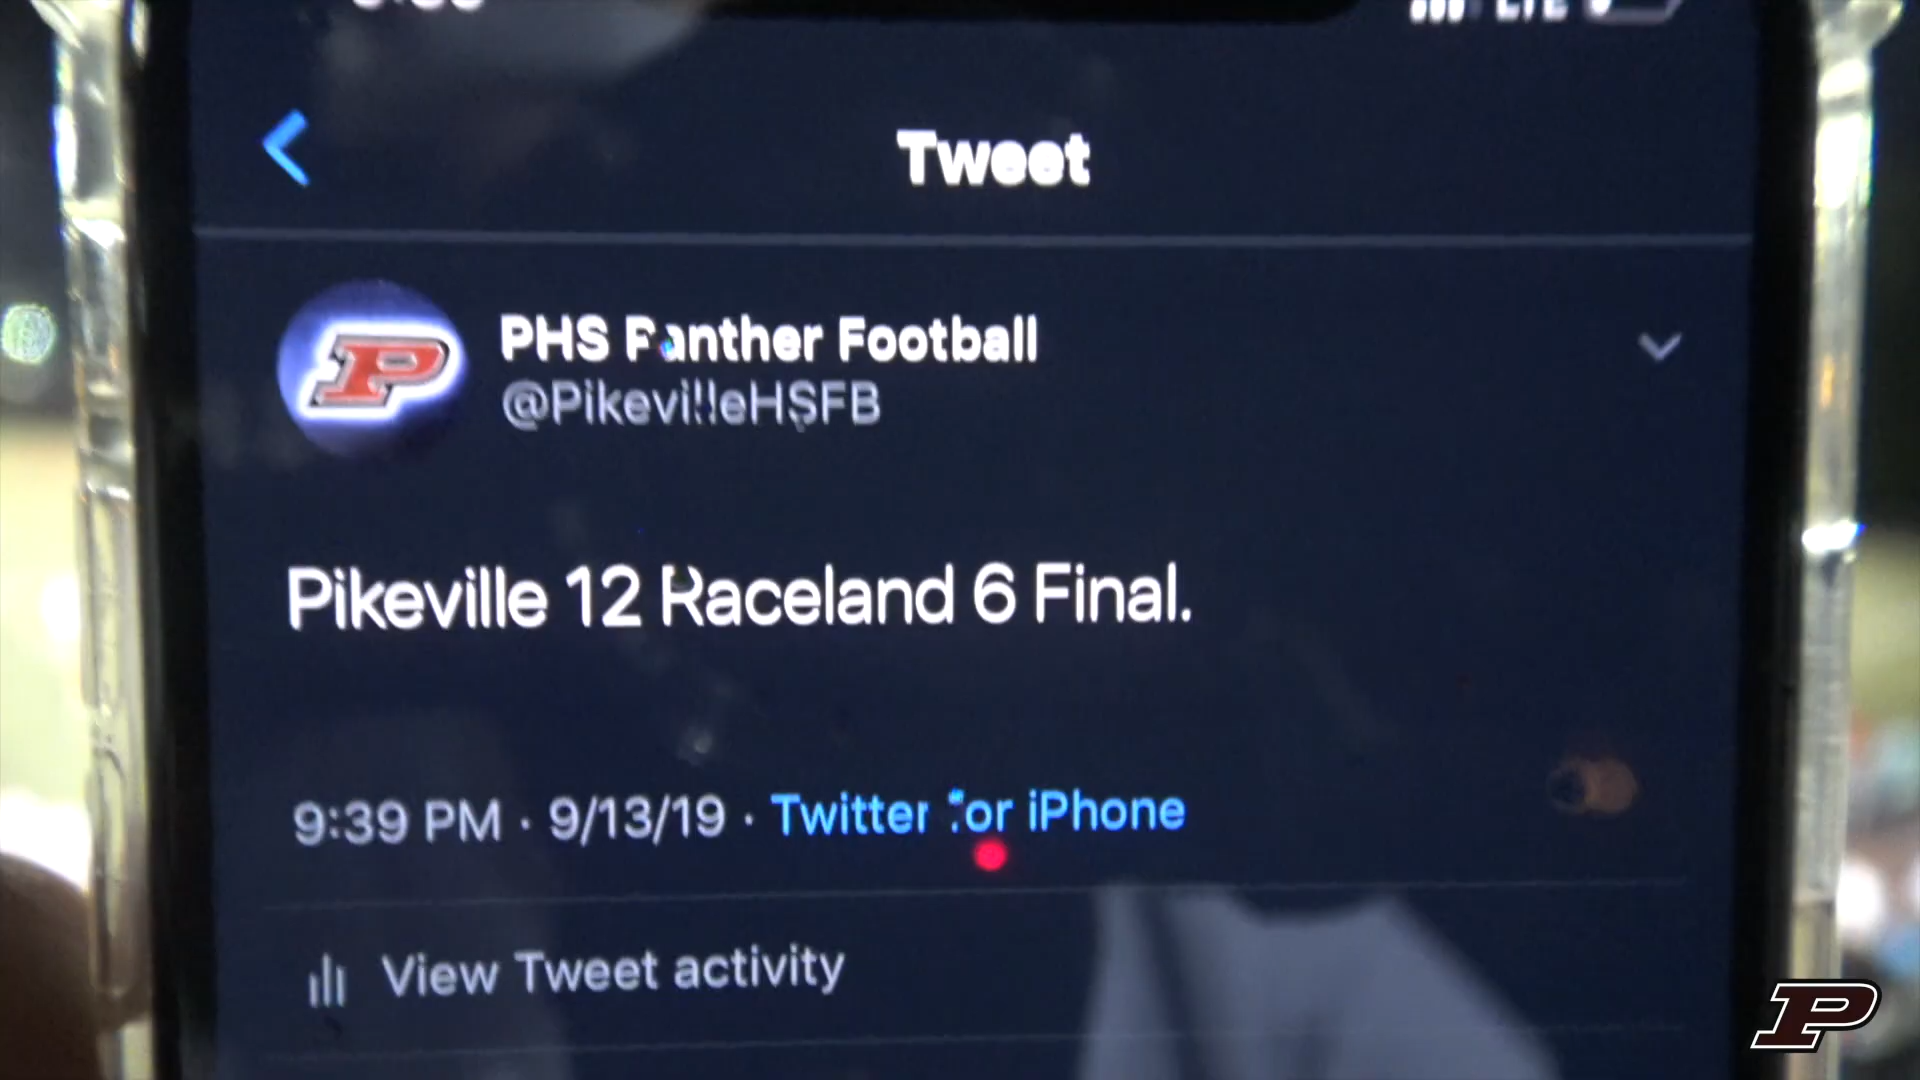 LTE
Tweet
PHS Panther Football
@PikevilleHSFB
Pikeville 12 Raceland 6 Final.
9:39 PM · 9/13/19 · Twitter for iPhone
View Tweet activity
P